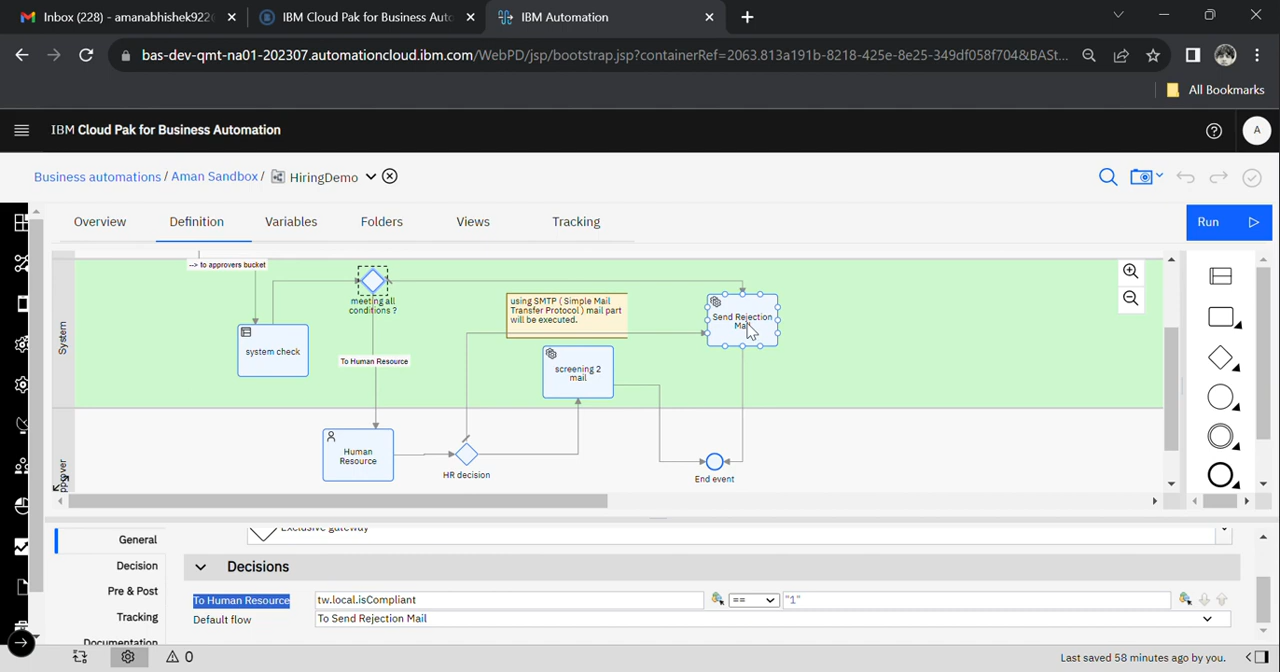 Inbox (228) - amanabhishek922
IBM Cloud Pak for Business Auto
IBM Automation
bas-dev-qmt-na01-202307.automationcloud.ibm.com/WebPD/jsp/bootstrap.jsp?containerRef=2063.813a191b-8218-425e-8e25-349df058f704&BASt...
All Bookmarks
IBM Cloud Pak for Business Automation
A
Business automations / Aman Sandbox / HiringDemo
Overview
Definition
Variables
Folders
Views
Tracking
Run
--> to approvers bucket
System
meeting all
conditions ?
using SMTP ( Simple Mail
Transfer Protocol ) mail part
will be executed.
Send Rejection
Mail
system check
To Human Resource
screening 2
mail
Human
Resource
HR decision
End event
General
Exclusive gateway
Decision
Decisions
Pre & Post
To Human Resource
tw.local.isCompliant
==
"1"
Tracking
Default flow
To Send Rejection Mail
Documentation
0
Last saved 58 minutes ago by you.